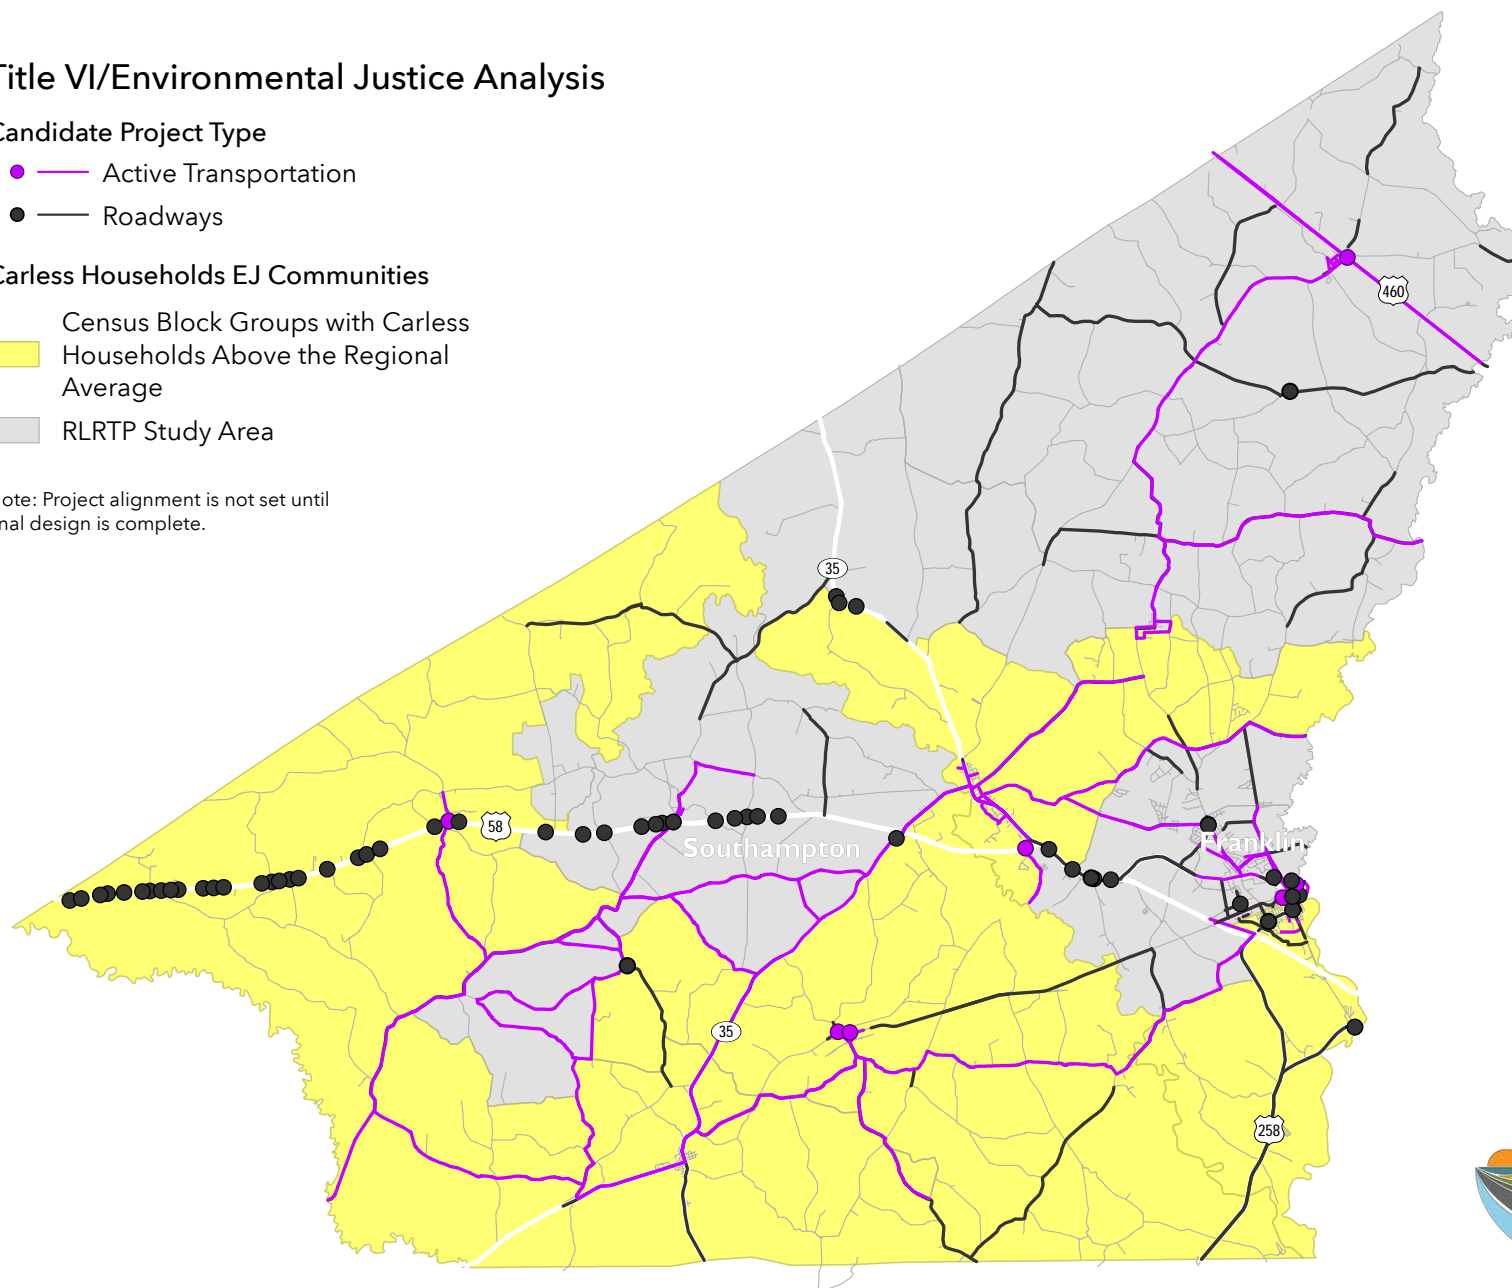 Title VI/Environmental Justice Analysis
Candidate Project Type
Active Transportation
Roadways
Carless Households EJ Communities
Census Block Groups with Carless
Households Above the Regional
Average
RLRTP Study Area
ote: Project alignment is not set until
nal design is complete.
460
35
58
Southampton
Franklin
35
258